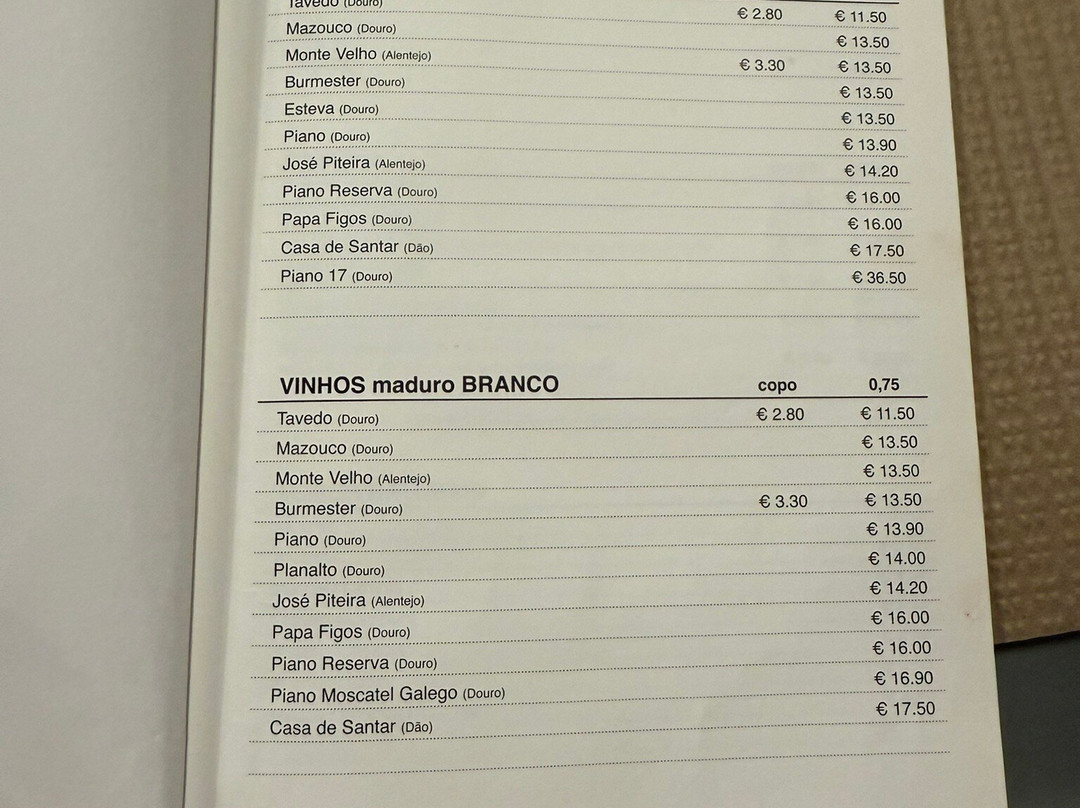 Tavedo (Douro) € 2.80 € 11.50
Mazouco (Douro) € 13.50
Monte Velho (Alentejo) € 3.30 € 13.50
Burmester (Douro) € 13.50
Esteva (Douro) € 13.50
Piano (Douro) € 13.90
José Piteira (Alentejo) € 14.20
Piano Reserva (Douro) € 16.00
Papa Figos (Douro) € 16.00
Casa de Santar (Dão) € 17.50
Piano 17 (Douro) € 36.50
VINHOS maduro BRANCO copo 0,75
Tavedo (Douro) € 2.80 € 11.50
Mazouco (Douro) € 13.50
Monte Velho (Alentejo) € 13.50
Burmester (Douro) € 3.30 € 13.50
Piano (Douro) € 13.90
Planalto (Douro) € 14.00
José Piteira (Alentejo) € 14.20
Papa Figos (Douro) € 16.00
Piano Reserva (Douro) € 16.00
Piano Moscatel Galego (Douro) € 16.90
Casa de Santar (Dão) € 17.50